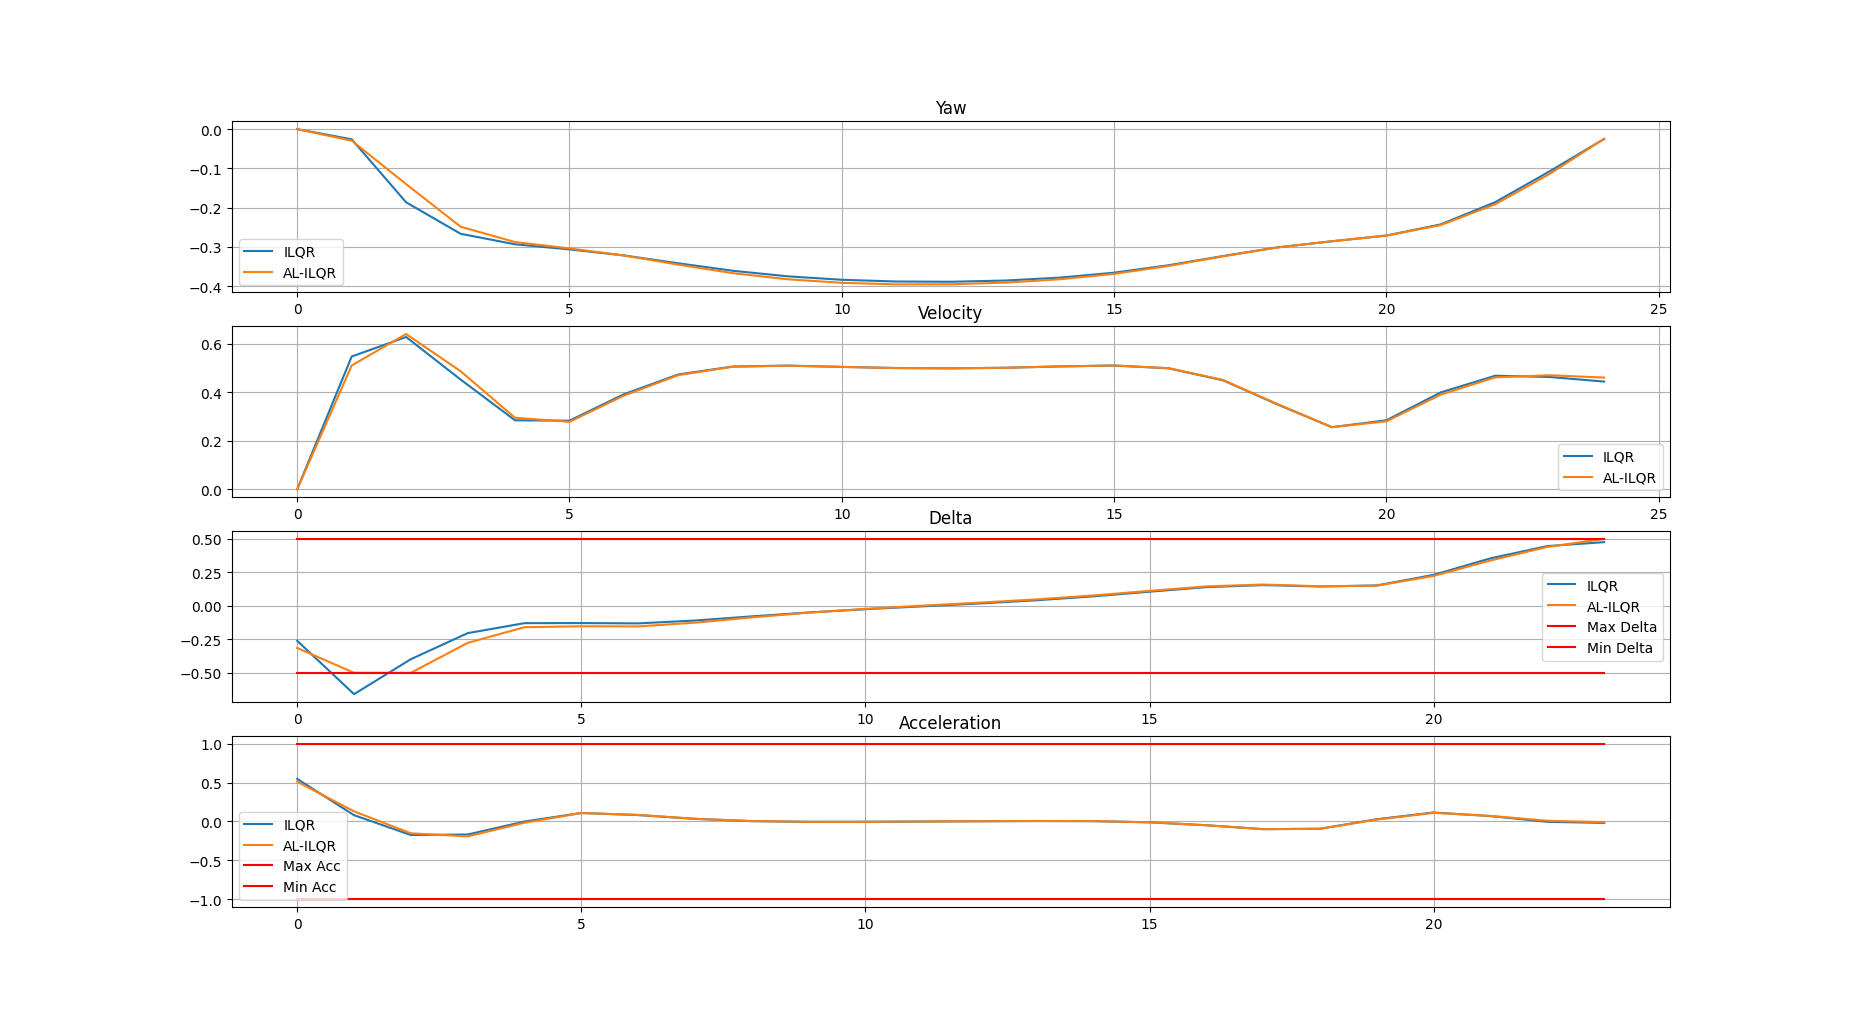 Yaw
0.0
−0.1
−0.2
−0.3
−0.4
ILQR
AL-ILQR
0 5 10 15 20 25
Velocity
0.6
0.4
0.2
0.0
ILQR
AL-ILQR
0 5 10 15 20 25
Delta
0.50
0.25
0.00
−0.25
−0.50
ILQR
AL-ILQR
Max Delta
Min Delta
0 5 10 15 20
Acceleration
1.0
0.5
0.0
−0.5
−1.0
ILQR
AL-ILQR
Max Acc
Min Acc
0 5 10 15 20